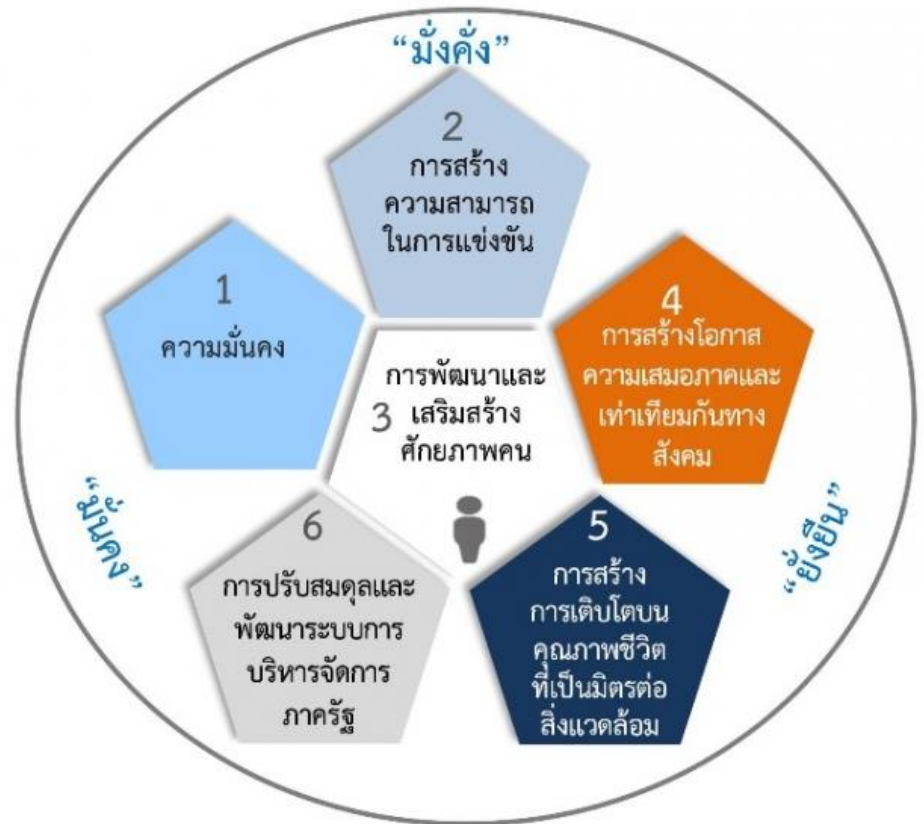 “มั่งคั่ง”
2
การสร้าง
ความสามารถ
ในการแข่งขัน
1
ความมั่นคง
4
การสร้างโอกาส
ความเสมอภาคและ
เท่าเทียมกันทาง
สังคม
การพัฒนาและ
3 เสริมสร้าง
ศักยภาพคน
“มั่นคง”
“ยั่งยืน”
6
การปรับสมดุลและ
พัฒนาระบบการ
บริหารจัดการ
ภาครัฐ
5
การสร้าง
การเติบโตบน
คุณภาพชีวิต
ที่เป็นมิตรต่อ
สิ่งแวดล้อม